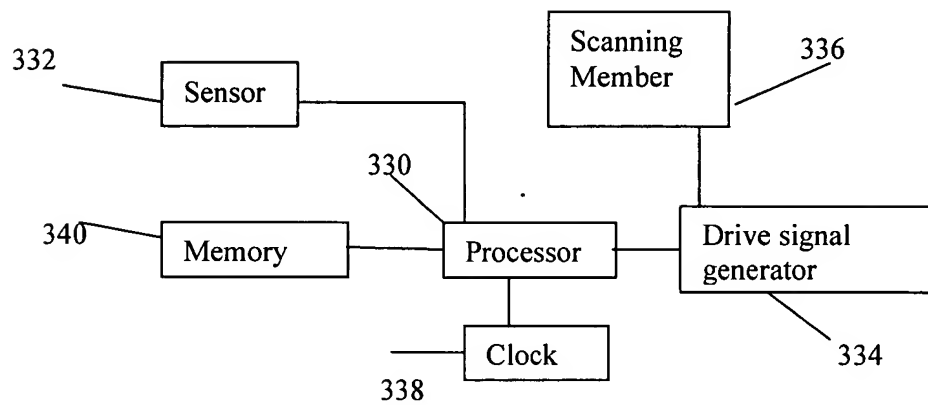 Scanning
Member
336
332
Sensor
330
340
Memory
Processor
Drive signal
generator
Clock
338
334